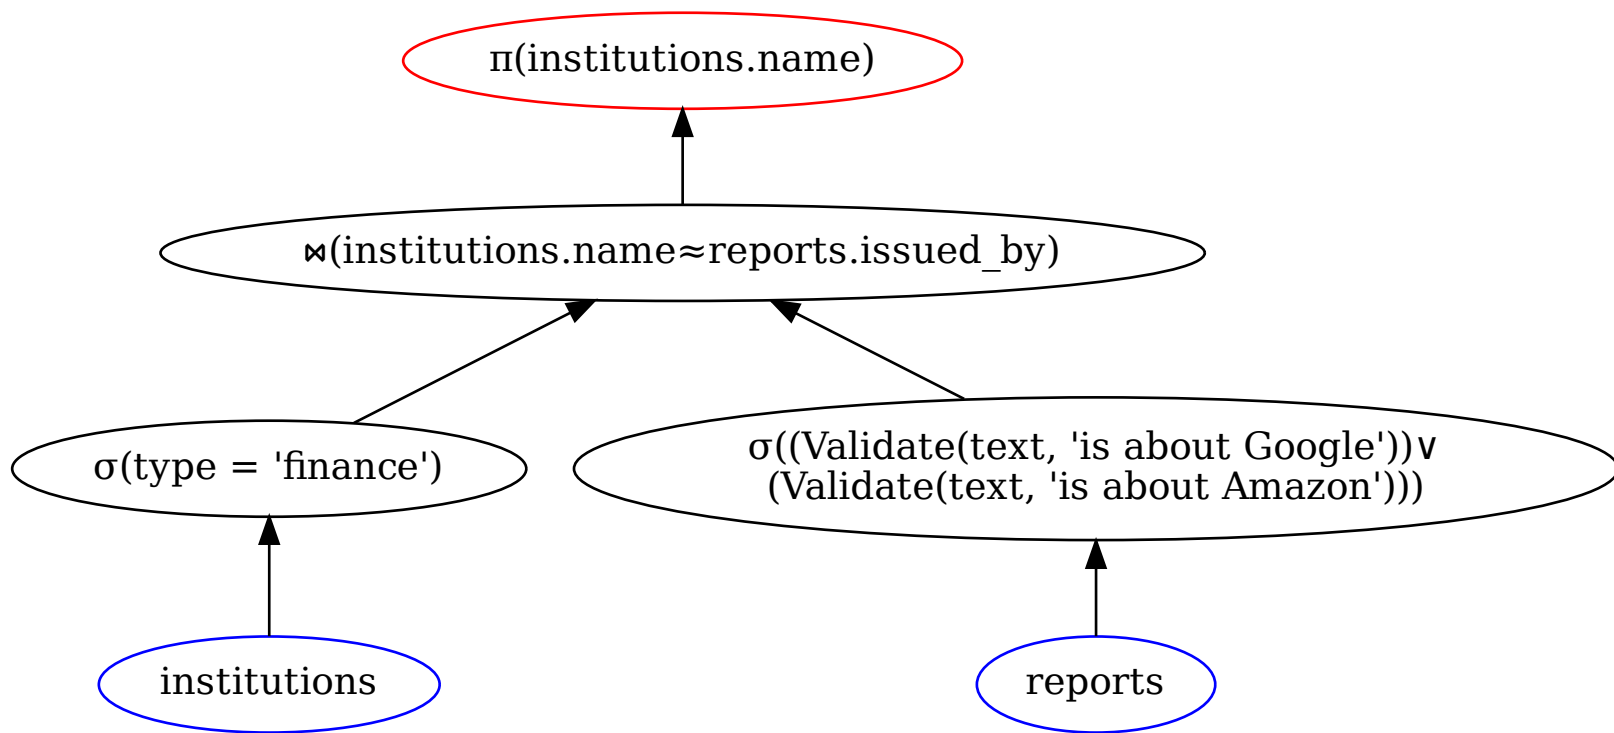 π(institutions.name)
⋈(institutions.name≈reports.issued_by)
σ(type = 'finance')
σ((Validate(text, 'is about Google'))∨
(Validate(text, 'is about Amazon')))
institutions
reports